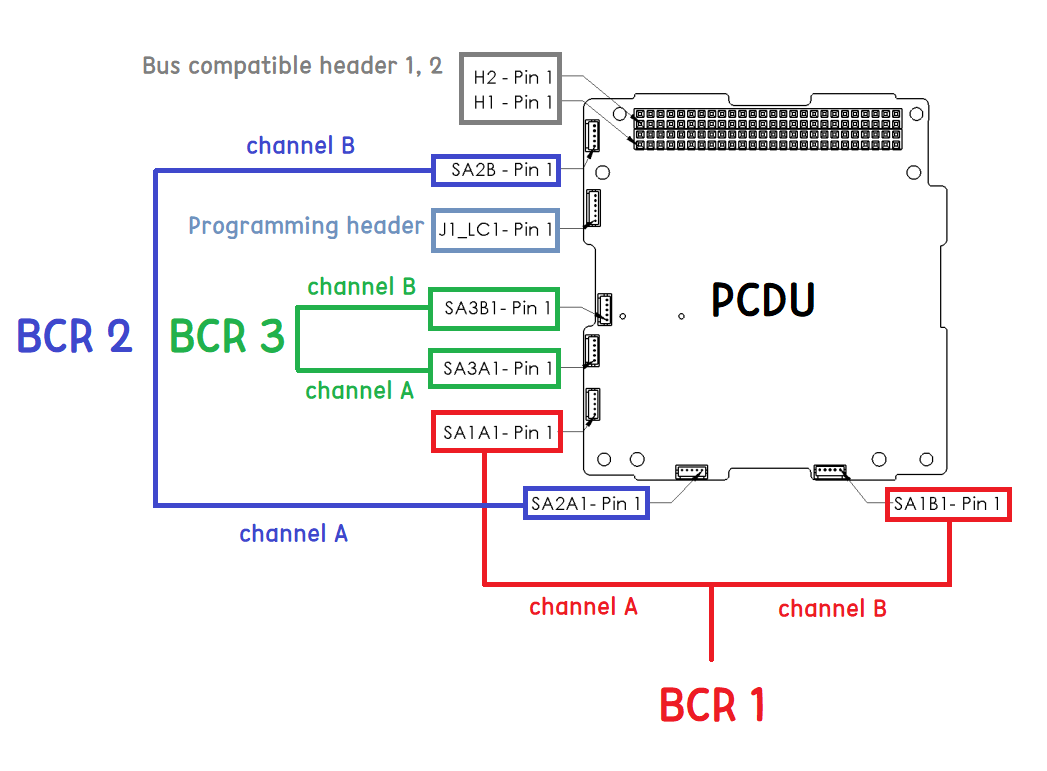 Bus compatible header 1, 2
H2 - Pin 1
H1 - Pin 1
channel B
SA2B - Pin 1
Programming header
J1_LC1- Pin 1
channel B
SA3B1- Pin 1
PCDU
BCR 2
BCR 3
SA3A1- Pin 1
channel A
SA1A1- Pin 1
SA2A1- Pin 1
SA1B1- Pin 1
channel A
channel A
channel B
BCR 1